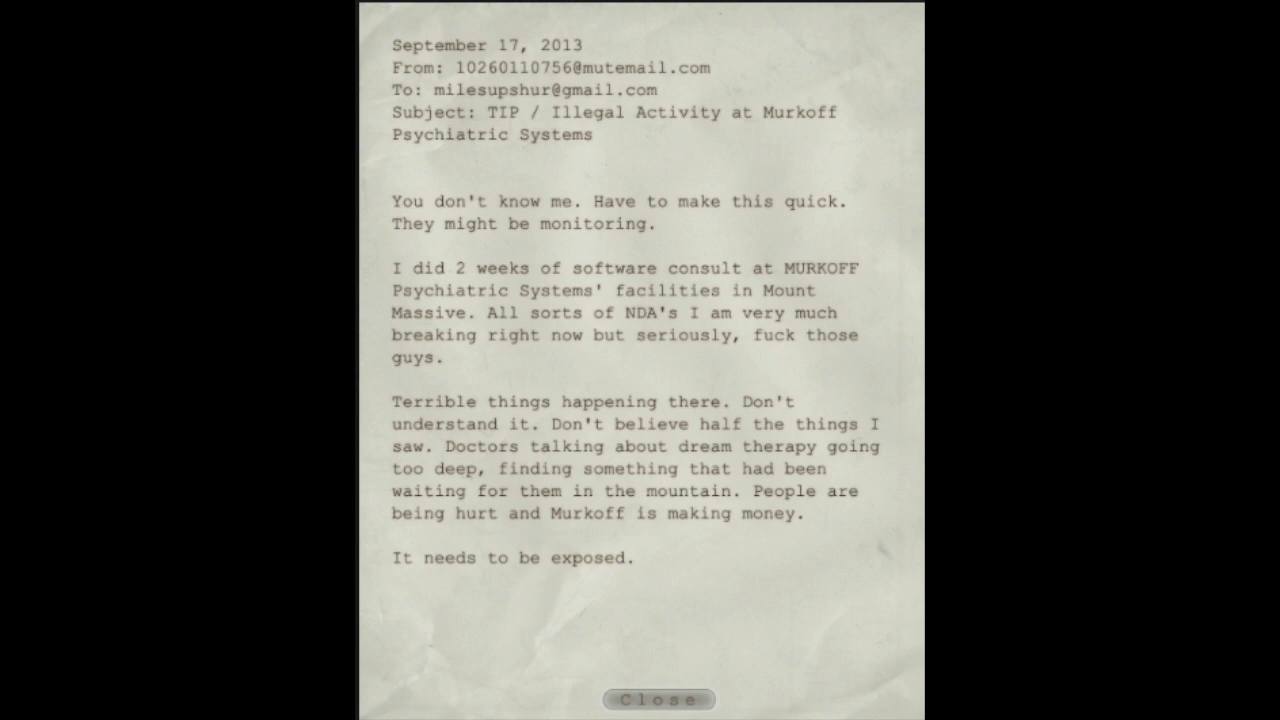 September 17, 2013
From: 10260110756@mutemail.com
To: milesupshur@gmail.com
Subject: TIP / Illegal Activity at Murkoff
Psychiatric Systems
You don't know me. Have to make this quick.
They might be monitoring.
I did 2 weeks of software consult at MURKOFF
Psychiatric Systems' facilities in Mount
Massive. All sorts of NDA's I am very much
breaking right now but seriously, fuck those
guys.
Terrible things happening there. Don't
understand it. Don't believe half the things I
saw. Doctors talking about dream therapy going
too deep, finding something that had been
waiting for them in the mountain. People are
being hurt and Murkoff is making money.
It needs to be exposed.
Close